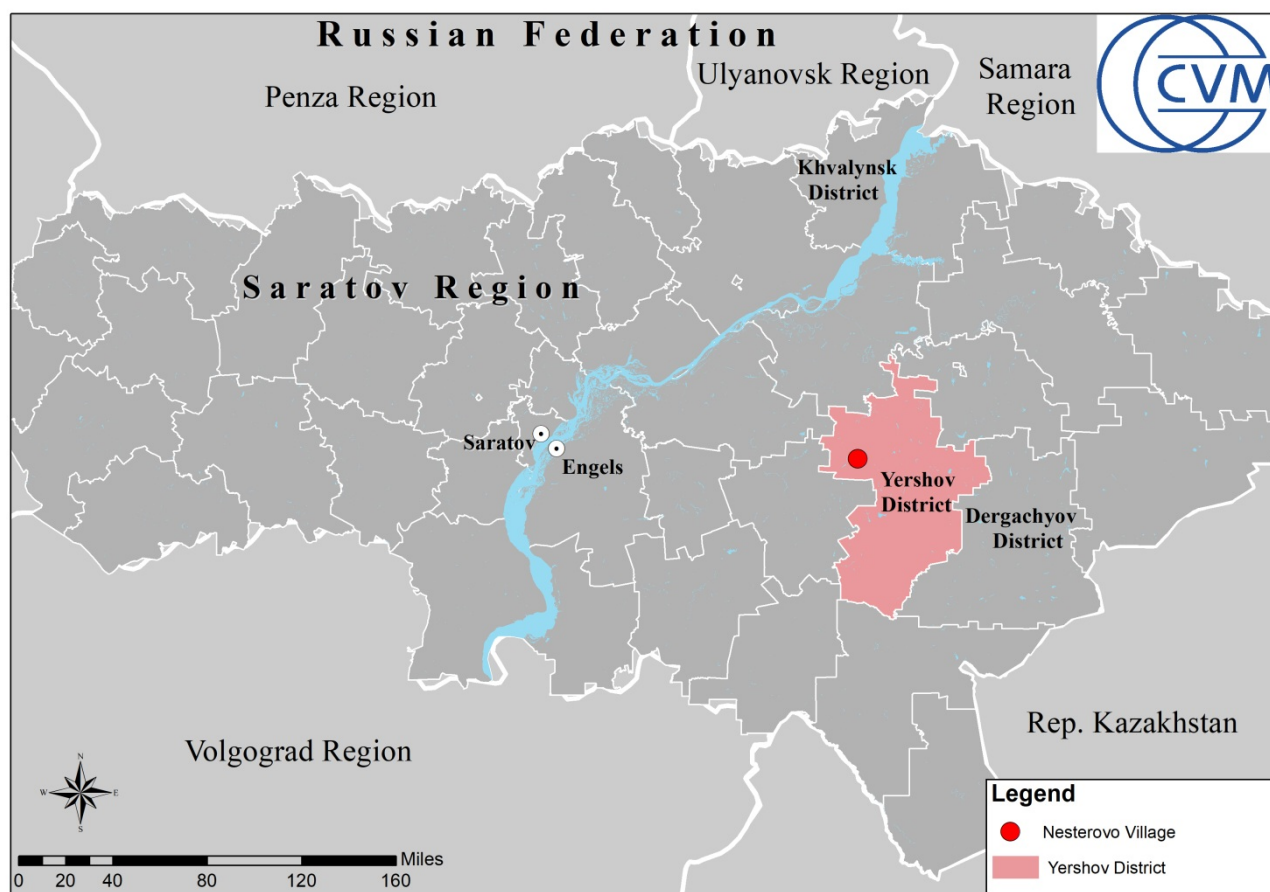 Russian Federation
Ulyanovsk Region
Samara
Region
Penza Region
CVM
Khvalynsk
District
Saratov Region
Saratov
Engels
Yershov
District
Dergachyov
District
Rep. Kazakhstan
Volgograd Region
N
W E
S
Miles
0 20 40 80 120 160
Legend
Nesterovo Village
Yershov District